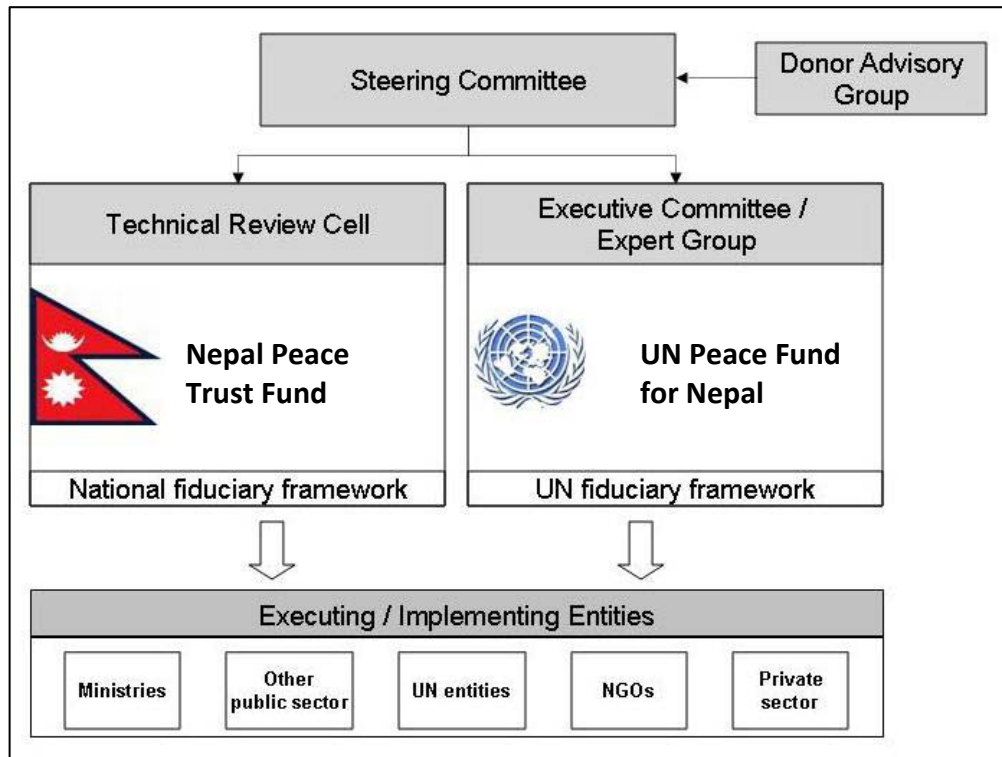 Steering Committee
Donor Advisory
Group
Technical Review Cell
Executive Committee /
Expert Group
Nepal Peace
Trust Fund
UN Peace Fund
for Nepal
National fiduciary framework
UN fiduciary framework
Executing / Implementing Entities
Ministries
Other
public sector
UN entities
NGOs
Private
sector